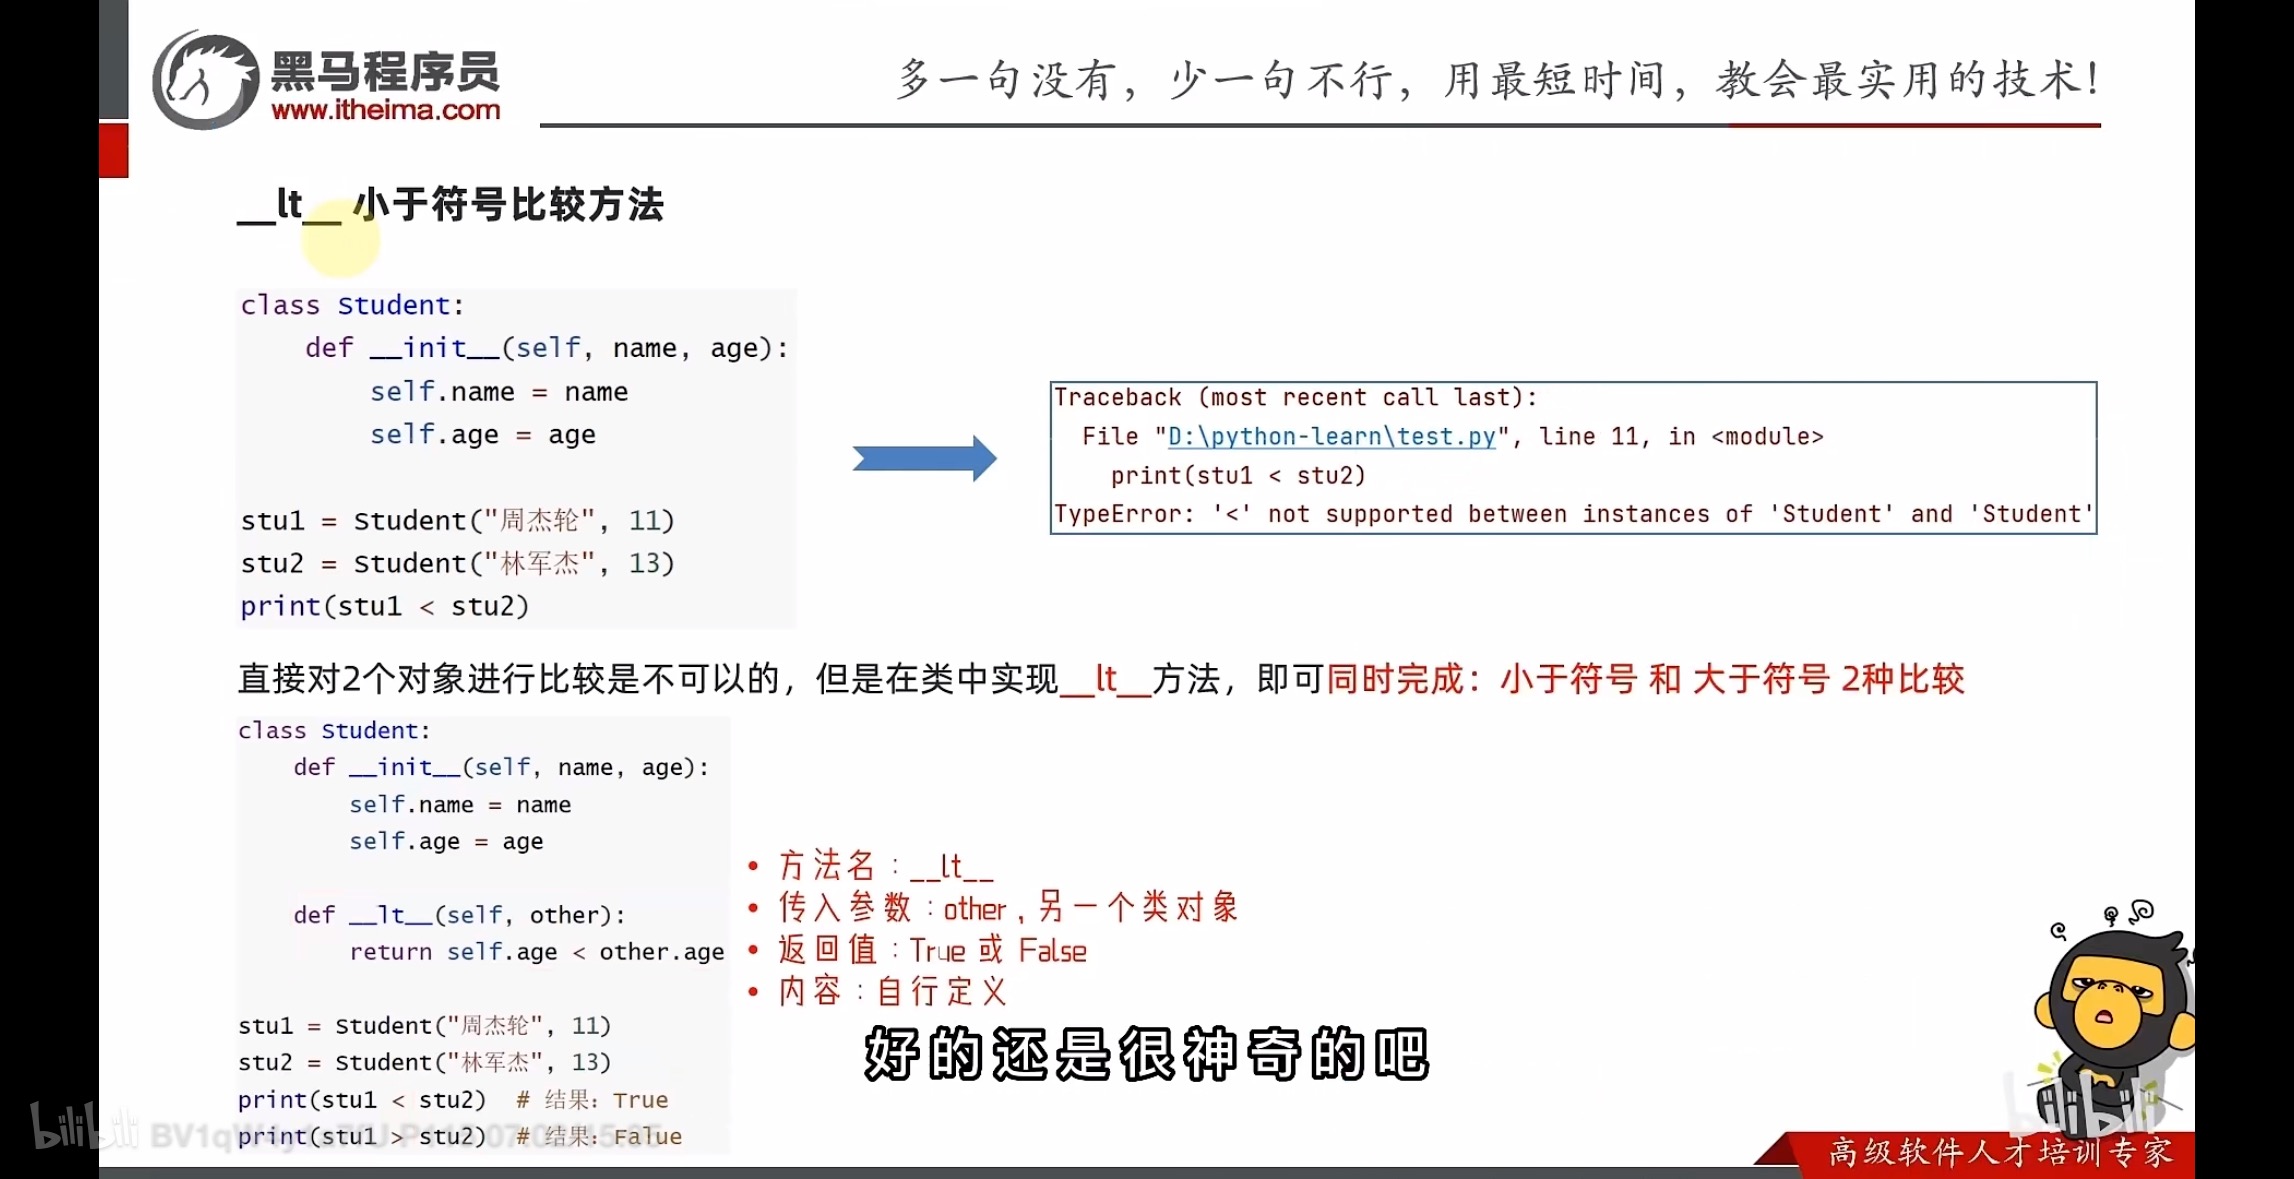 黑马程序员
www.itheima.com
多一句没有，少一句不行，用最短时间，教会最实用的技术！
__lt__ 小于符号比较方法
class Student:
    def __init__(self, name, age):
        self.name = name
        self.age = age
stu1 = Student("周杰轮", 11)
stu2 = Student("林军杰", 13)
print(stu1 < stu2)
Traceback (most recent call last):
  File "D:\python-learn\test.py", line 11, in <module>
    print(stu1 < stu2)
TypeError: '<' not supported between instances of 'Student' and 'Student'
直接对2个对象进行比较是不可以的，但是在类中实现__lt__方法，即可同时完成：小于符号 和 大于符号 2种比较
class Student:
    def __init__(self, name, age):
        self.name = name
        self.age = age
    def __lt__(self, other):
        return self.age < other.age
stu1 = Student("周杰轮", 11)
stu2 = Student("林军杰", 13)
print(stu1 < stu2)  # 结果：True
print(stu1 > stu2)  # 结果：Falue
• 方法名：__lt__
• 传入参数：other，另一个类对象
• 返回值：True 或 False
• 内容：自行定义
好的还是很神奇的吧
bilibili
bilibili
高级软件人才培训专家